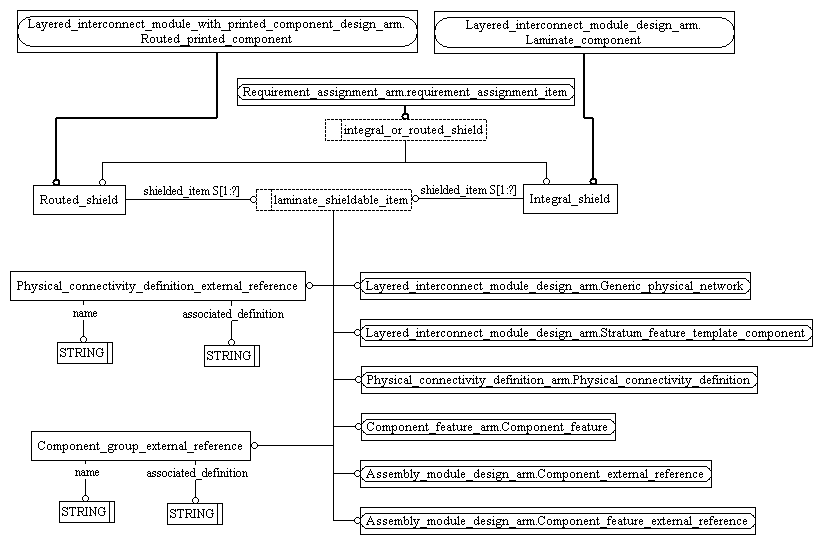 Layered_interconnect_module_with_printed_component_design_arm.
Routed_printed_component
Layered_interconnect_module_design_arm.
Laminate_component
Requirement_assignment_arm.requirement_assignment_item
integral_or_routed_shield
Routed_shield
shielded_item S[1:?]
laminate_shieldable_item
shielded_item S[1:?]
Integral_shield
Physical_connectivity_definition_external_reference
name
associated_definition
STRING
STRING
Layered_interconnect_module_design_arm.Generic_physical_network
Layered_interconnect_module_design_arm.Stratum_feature_template_component
Physical_connectivity_definition_arm.Physical_connectivity_definition
Component_feature_arm.Component_feature
Component_group_external_reference
name
associated_definition
STRING
STRING
Assembly_module_design_arm.Component_external_reference
Assembly_module_design_arm.Component_feature_external_reference